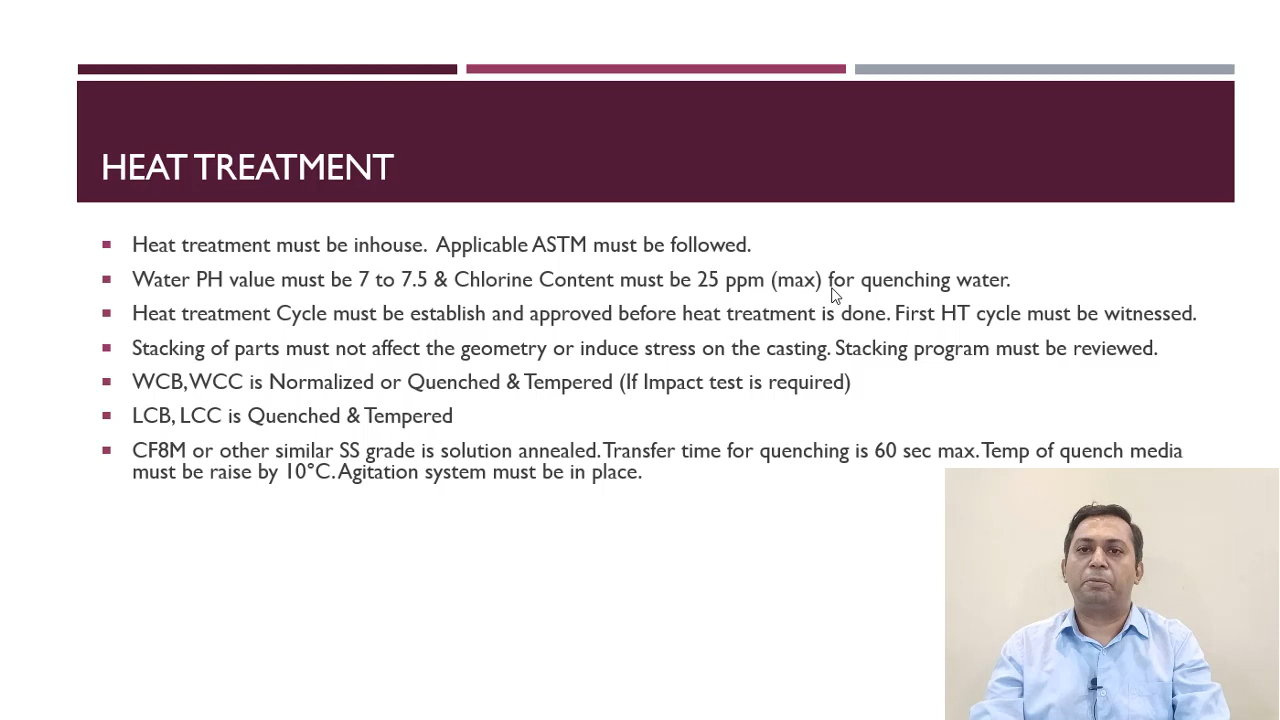 HEAT TREATMENT
Heat treatment must be inhouse. Applicable ASTM must be followed.
Water PH value must be 7 to 7.5 & Chlorine Content must be 25 ppm (max) for quenching water.
Heat treatment Cycle must be establish and approved before heat treatment is done. First HT cycle must be witnessed.
Stacking of parts must not affect the geometry or induce stress on the casting. Stacking program must be reviewed.
WCB, WCC is Normalized or Quenched & Tempered (If Impact test is required)
LCB, LCC is Quenched & Tempered
CF8M or other similar SS grade is solution annealed. Transfer time for quenching is 60 sec max. Temp of quench media
must be raise by 10°C. Agitation system must be in place.